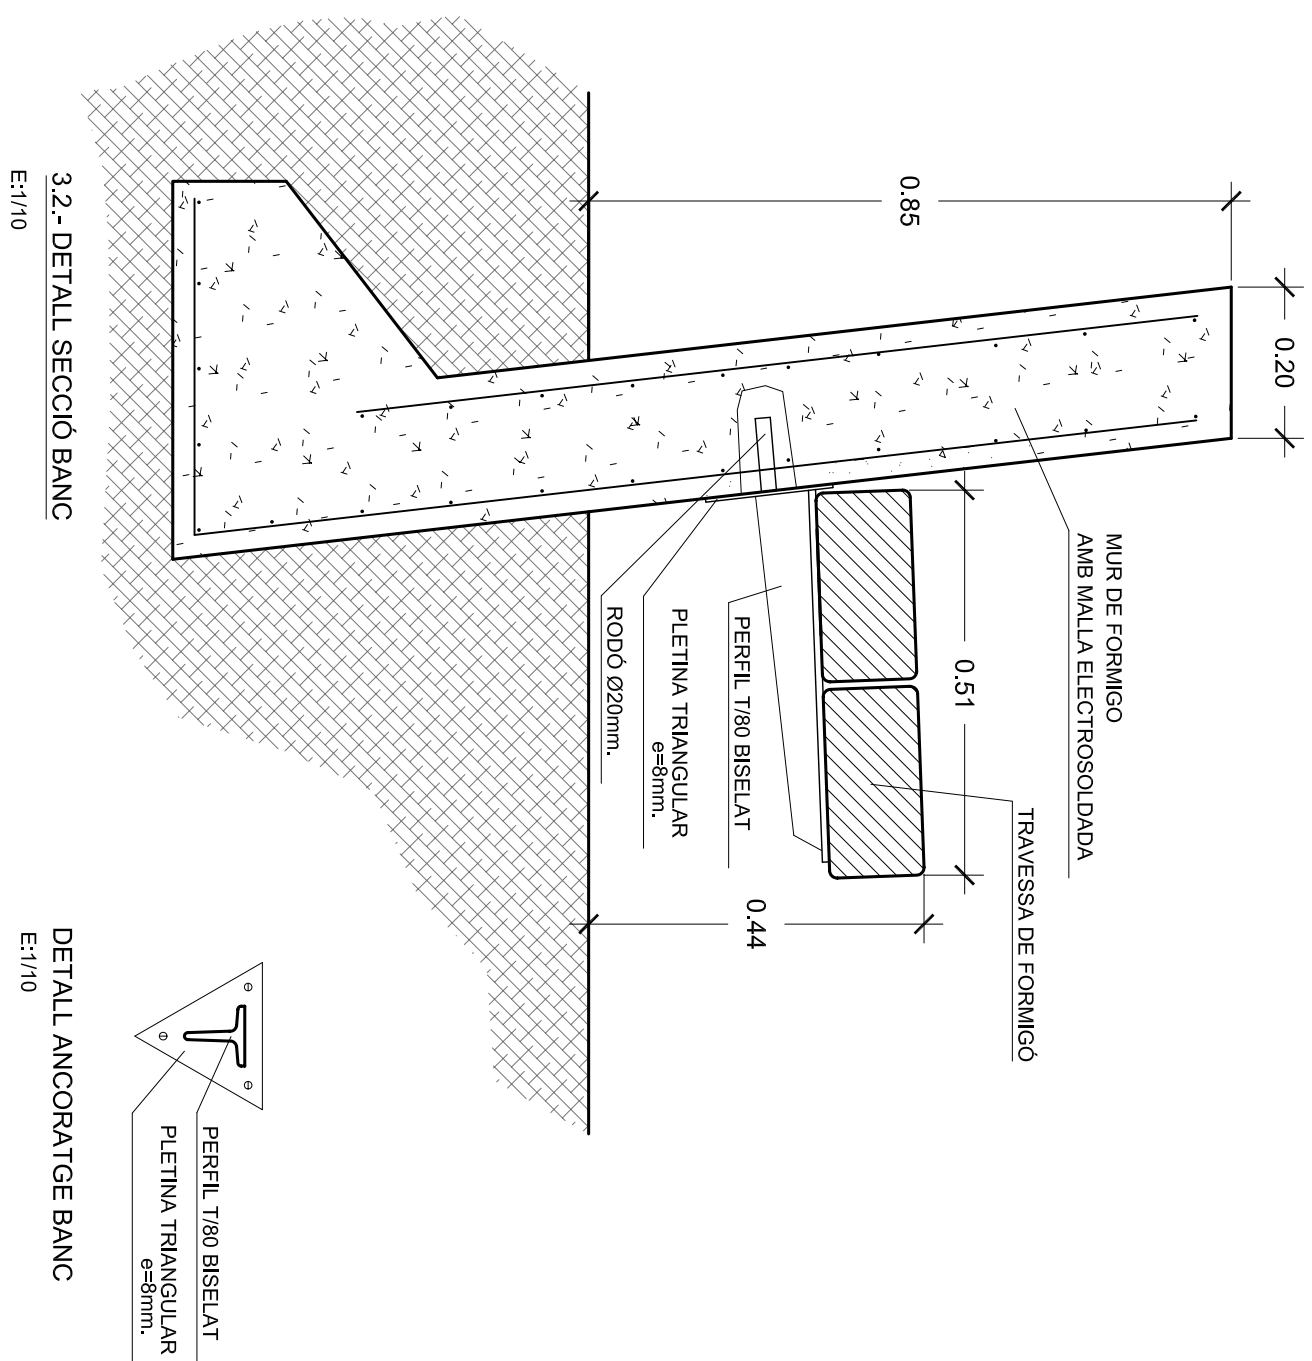 0.20
0.85
MUR DE FORMIGO
AMB MALLA ELECTROSOLDADA
TRAVESSA DE FORMIGÓ
0.51
0.44
PERFIL T/80 BISELAT
PLETINA TRIANGULAR
e=8mm.
RODÓ Ø20mm.
3.2.- DETALL SECCIÓ BANC
E:1/10
PERFIL T/80 BISELAT
PLETINA TRIANGULAR
e=8mm.
DETALL ANCORATGE BANC
E:1/10